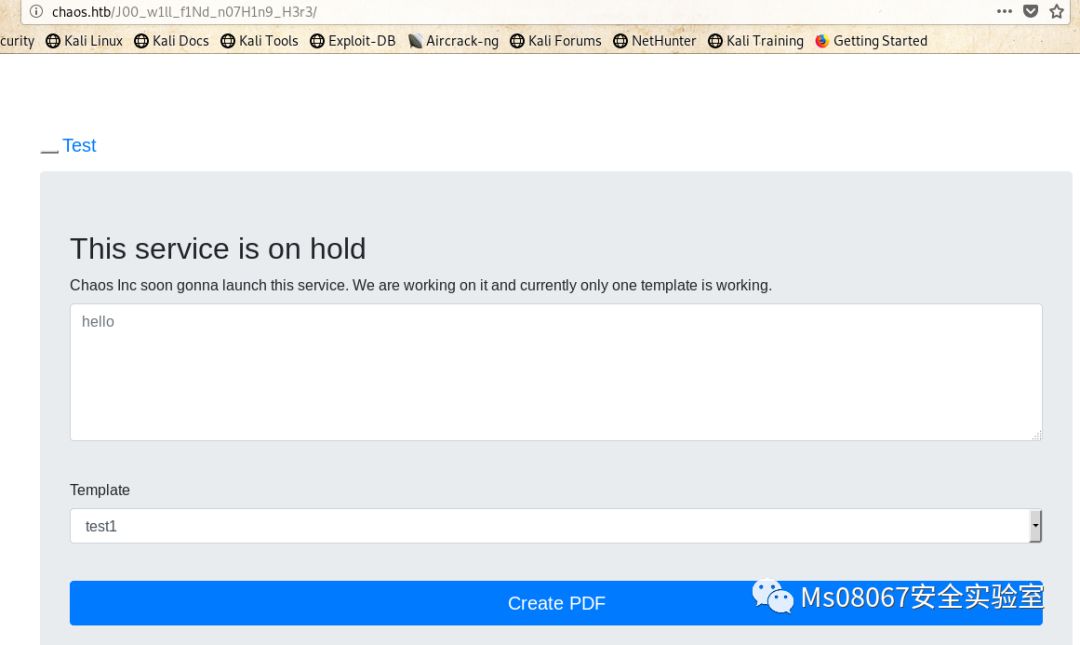 chaos.htb/J00_w1ll_f1Nd_n07H1n9_H3r3/
curity Kali Linux Kali Docs Kali Tools Exploit-DB Aircrack-ng Kali Forums NetHunter Kali Training Getting Started
Test
This service is on hold
Chaos Inc soon gonna launch this service. We are working on it and currently only one template is working.
hello
Template
test1
Create PDF
Ms08067安全实验室